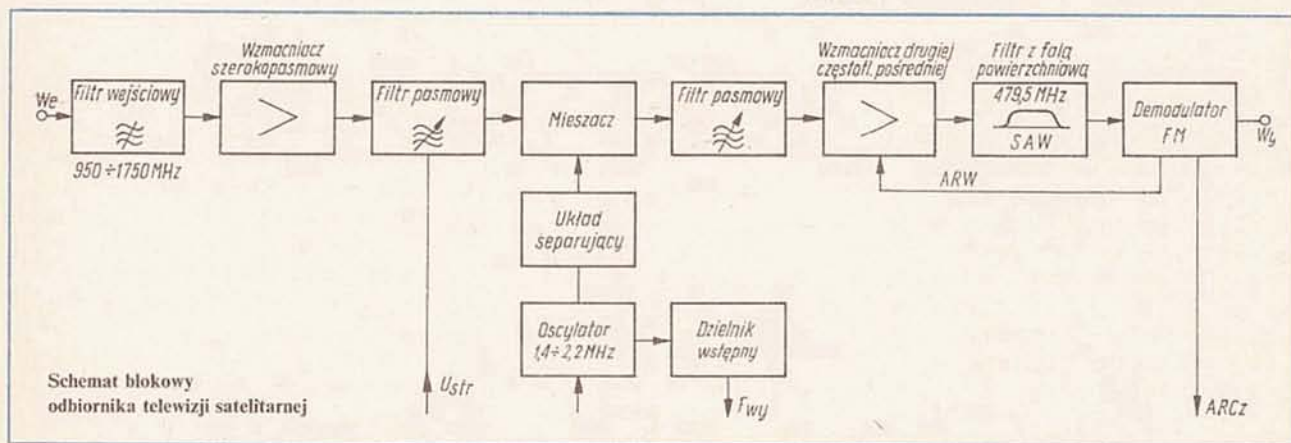 We
Filtr wejściowy
950÷1750 MHz
Wzmacniacz
szerokopasmowy
Filtr pasmowy
Mieszacz
Filtr pasmowy
Wzmacniacz drugiej
częstotl. pośredniej
Filtr z falą
powierzchniową
479,5 MHz
SAW
Demodulator
FM
Wy
ARW
Układ
separujący
Oscylator
1,4÷2,2 MHz
Dzielnik
wstępny
Ustr
Fwy
ARCz
Schemat blokowy
odbiornika telewizji satelitarnej